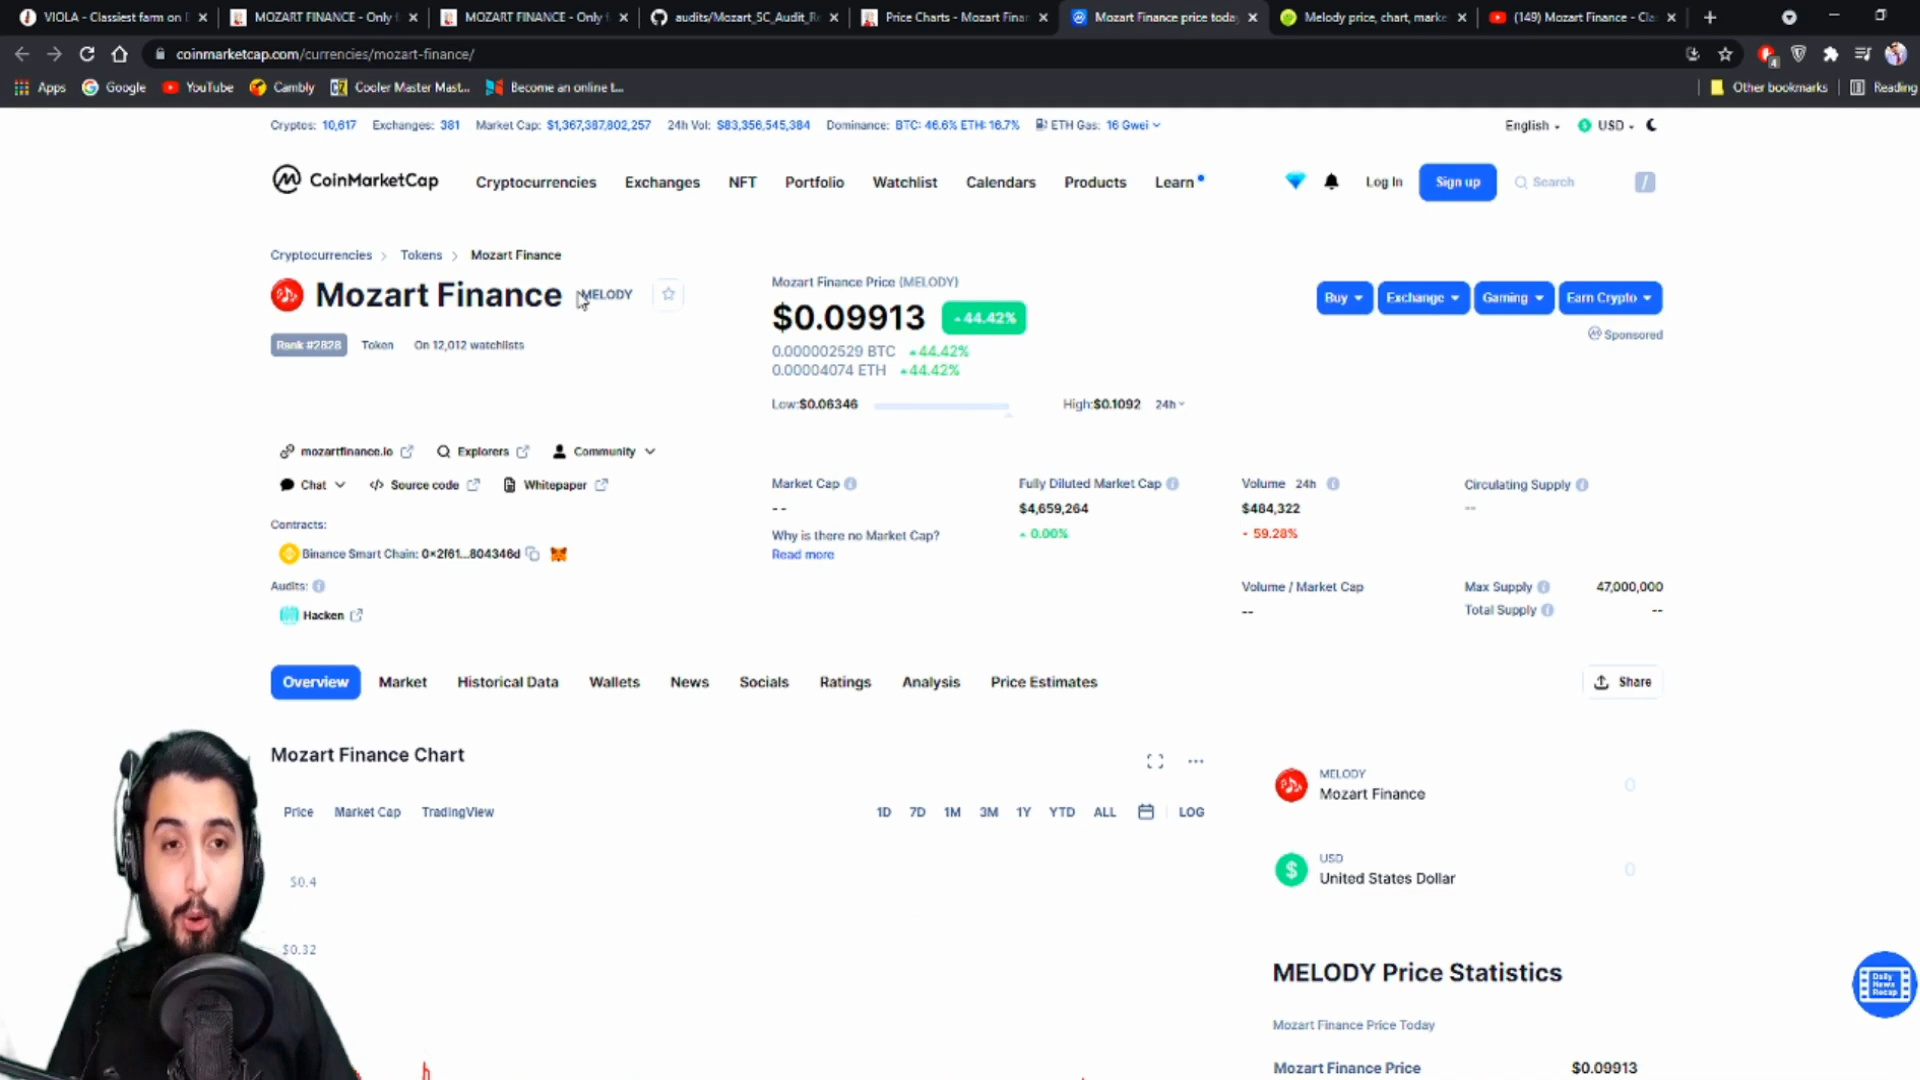 VIOLA - Classiest farm on
MOZART FINANCE - Only
MOZART FINANCE - Only
audits/Mozart_SC_Audit_Re
Price Charts - Mozart Finan
Mozart Finance price today
Melody price, chart, marke
(149) Mozart Finance - Cla
coinmarketcap.com/currencies/mozart-finance/
4
Apps
Google
YouTube
Cambly
Cooler Master Mast...
Become an online t...
Other bookmarks
Reading
Cryptos: 10,617 Exchanges: 381 Market Cap: $1,367,387,802,257 24h Vol: $83,356,545,384 Dominance: BTC: 46.6% ETH: 16.7% ETH Gas: 16 Gwei
English
USD
CoinMarketCap
Cryptocurrencies
Exchanges
NFT
Portfolio
Watchlist
Calendars
Products
Learn
Log In
Sign up
Search
/
Cryptocurrencies > Tokens > Mozart Finance
Mozart Finance MELODY
Rank #2828
Token
On 12,012 watchlists
Mozart Finance Price (MELODY)
$0.09913
44.42%
0.000002529 BTC 44.42%
0.00004074 ETH 44.42%
Low:$0.06346
High:$0.1092 24h
Buy
Exchange
Gaming
Earn Crypto
Sponsored
mozartfinance.io
Explorers
Community
Chat
</> Source code
Whitepaper
Contracts:
Binance Smart Chain: 0×2f61...804346d
Audits:
Hacken
Market Cap
--
Why is there no Market Cap?
Read more
Fully Diluted Market Cap
$4,659,264
0.00%
Volume 24h
$484,322
59.28%
Volume / Market Cap
--
Circulating Supply
--
Max Supply 47,000,000
Total Supply --
Overview
Market
Historical Data
Wallets
News
Socials
Ratings
Analysis
Price Estimates
Share
Mozart Finance Chart
Price
Market Cap
TradingView
1D
7D
1M
3M
1Y
YTD
ALL
LOG
$0.4
$0.32
MELODY
Mozart Finance
0
USD
United States Dollar
0
MELODY Price Statistics
Mozart Finance Price Today
Mozart Finance Price $0.09913
Daily
News
Recap